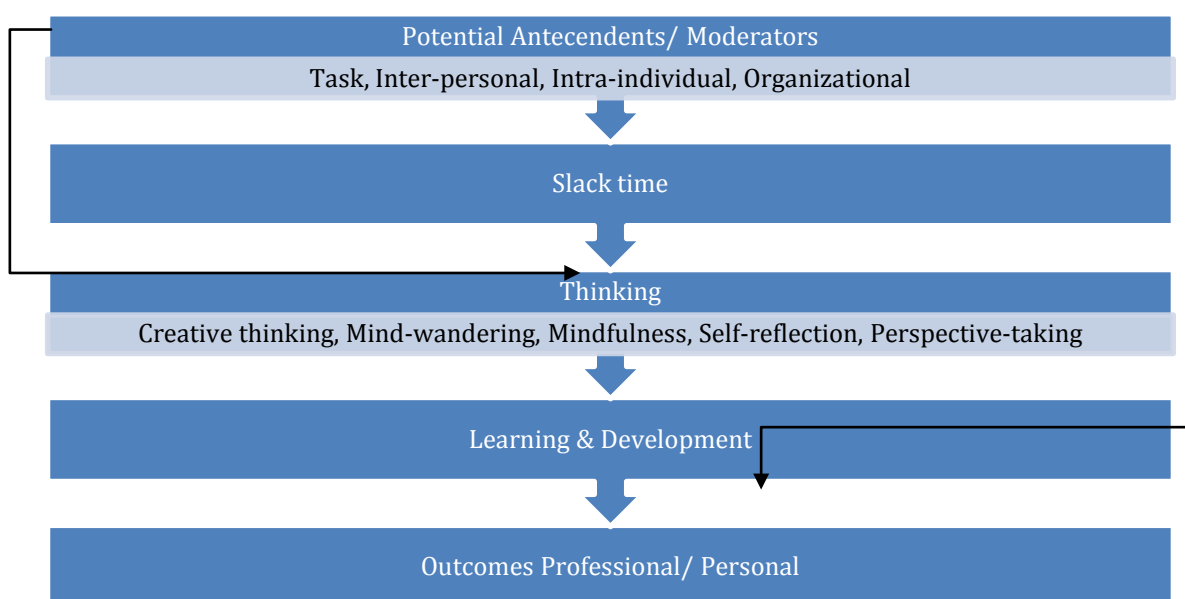 Potential Antecendents/ Moderators
Task, Inter-personal, Intra-individual, Organizational
Slack time
Thinking
Creative thinking, Mind-wandering, Mindfulness, Self-reflection, Perspective-taking
Learning & Development
Outcomes Professional/ Personal